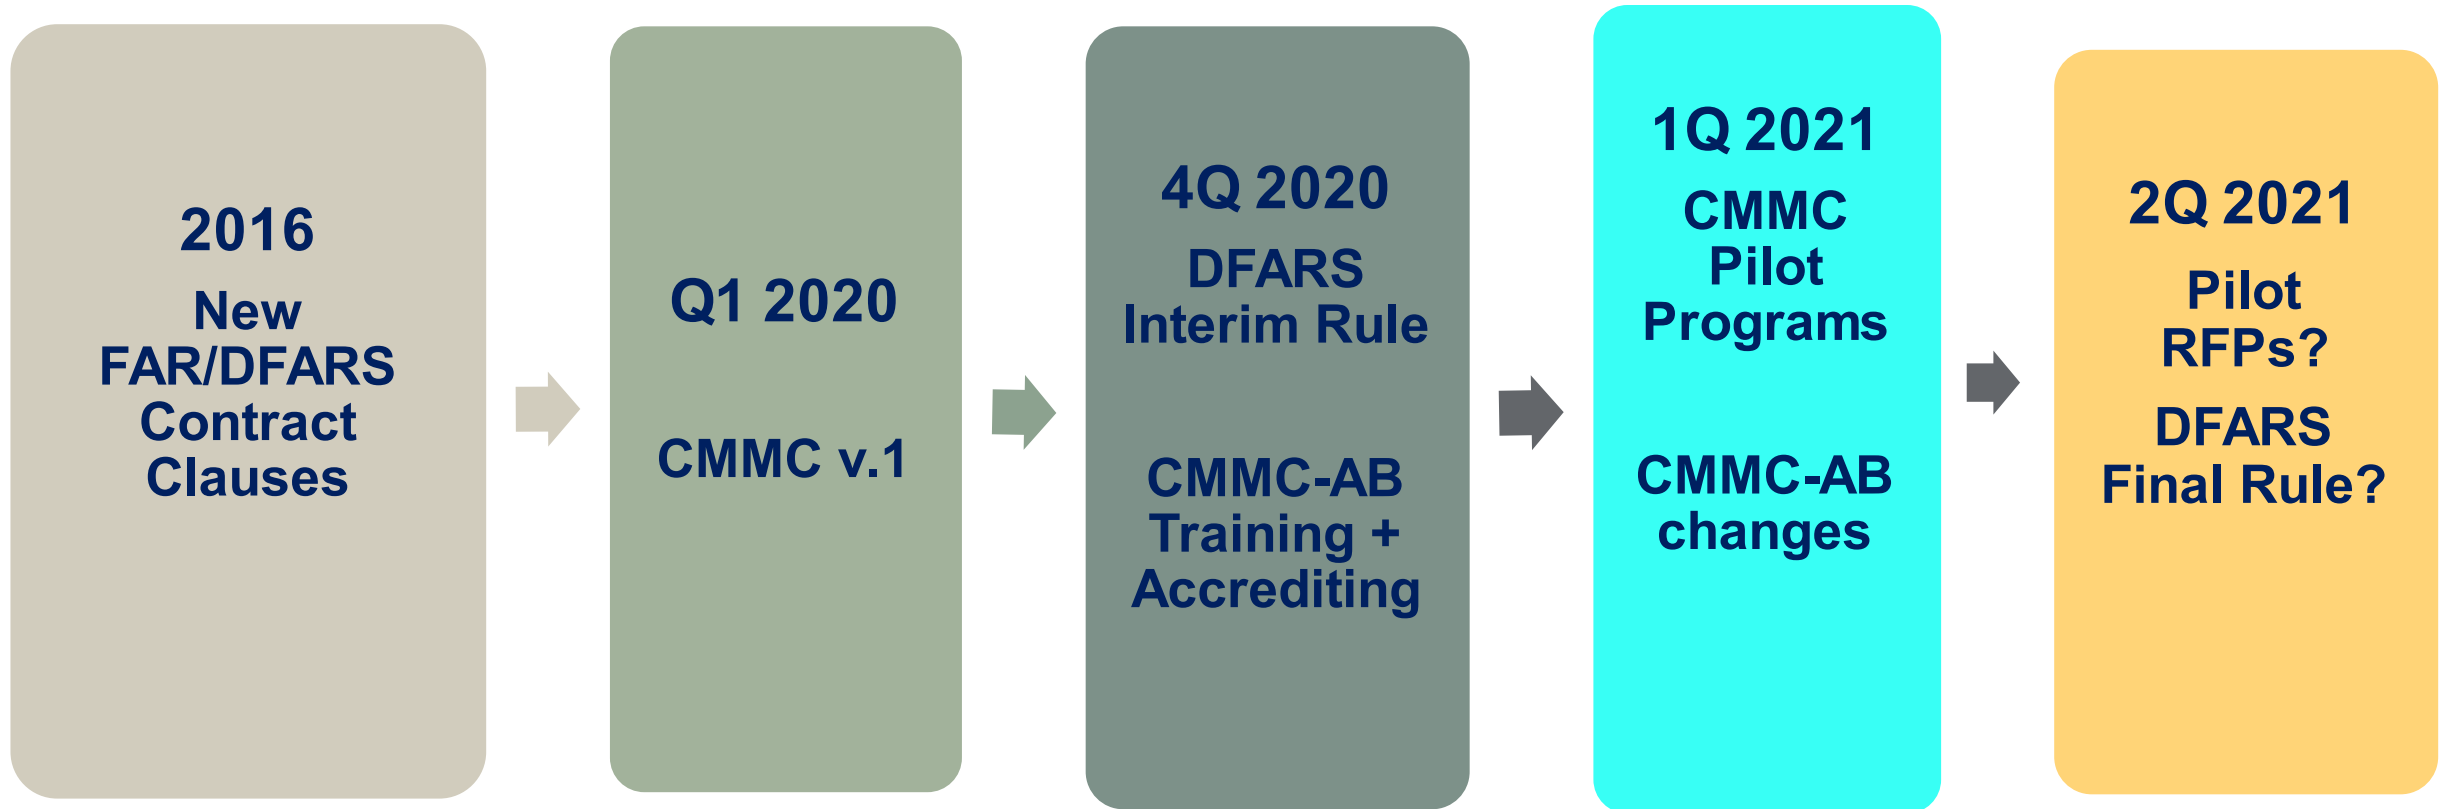 2016
New
FAR/DFARS
Contract
Clauses
Q1 2020
CMMC v.1
4Q 2020
DFARS
Interim Rule
CMMC-AB
Training +
Accrediting
1Q 2021
CMMC
Pilot
Programs
CMMC-AB
changes
2Q 2021
Pilot
RFPs?
DFARS
Final Rule?